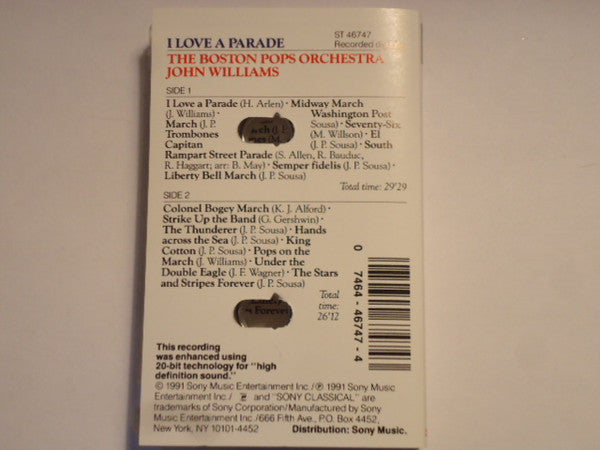 I LOVE A PARADE
ST 46747
Recorded
THE BOSTON POPS ORCHESTRA
JOHN WILLIAMS
SIDE 1
I Love a Parade (H. Arlen) · Midway March
(J. Williams) · Washington Post
March (J. P. Sousa) · Seventy-Six
Trombones (M. Willson) · El
Capitan (J. P. Sousa) · South
Rampart Street Parade (S. Allen, R. Bauduc,
R. Haggart; arr: B. May) · Semper fidelis (J. P. Sousa) ·
Liberty Bell March (J. P. Sousa)
Total time: 29'29
SIDE 2
Colonel Bogey March (K. J. Alford) ·
Strike Up the Band (G. Gershwin) ·
The Thunderer (J. P. Sousa) · Hands
across the Sea (J. P. Sousa) · King
Cotton (J. P. Sousa) · Pops on the
March (J. Williams) · Under the
Double Eagle (J. F. Wagner) · The Stars
and Stripes Forever (J. P. Sousa)
Total
time:
26'12
Forever
0 7464-46747-4
This recording
was enhanced using
20-bit technology for "high
definition sound."
© 1991 Sony Music Entertainment Inc./℗ 1991 Sony Music
Entertainment Inc./ and "SONY CLASSICAL" are
trademarks of Sony Corporation/Manufactured by Sony
Music Entertainment Inc./666 Fifth Ave., P.O. Box 4452,
New York, NY 10101-4452
Distribution: Sony Music.